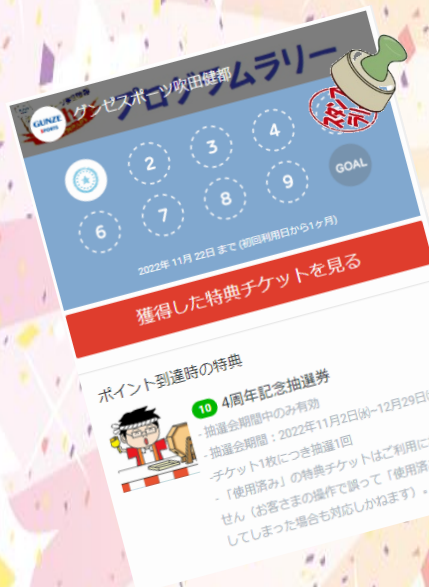 グンゼスポーツ吹田健都
プログラムラリー
GUNZE
SPORTS
スタンプ
ラリー
2
3
4
6
7
8
9
GOAL
2022年 11月 22日 まで (初回利用日から1ヶ月)
獲得した特典チケットを見る
ポイント到達時の特典
10 4周年記念抽選券
- 抽選会期間中のみ有効
- 抽選会期間：2022年11月2日(水)~12月29日(
-チケット1枚につき抽選1回
- 「使用済み」の特典チケットはご利用に
せん（お客さまの操作で誤って「使用済
してしまった場合も対応しかねます）。